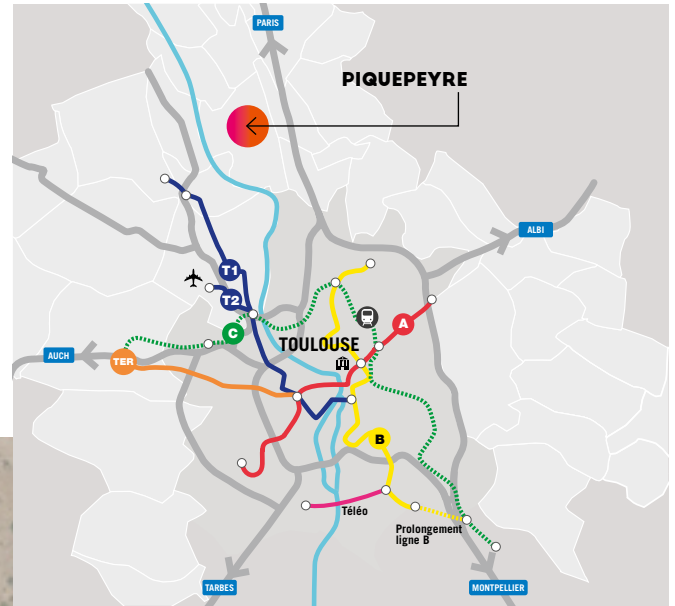 PARIS
PIQUEPEYRE
ALBI
T1
T2
C
A
TOULOUSE
AUCH
TER
B
Téléo
Prolongement
ligne B
TARBES
MONTPELLIER